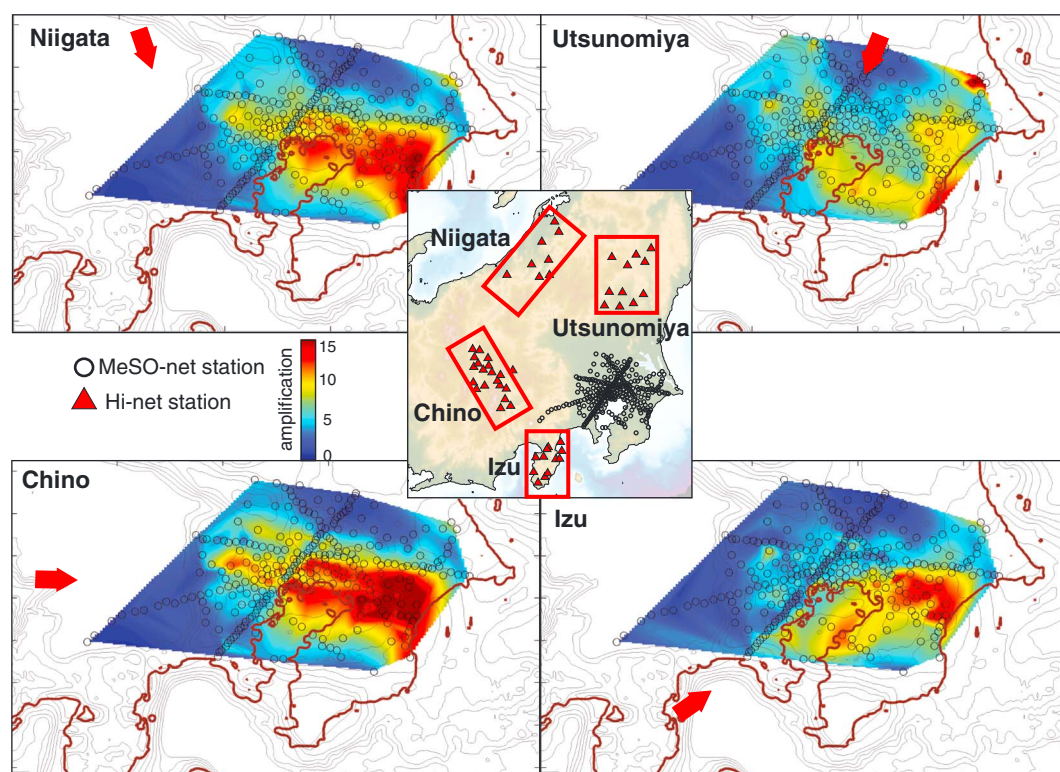 Niigata
Utsunomiya
Niigata
Utsunomiya
Chino
Izu
MeSO-net station
Hi-net station
amplification
15
10
5
0
Chino
Izu